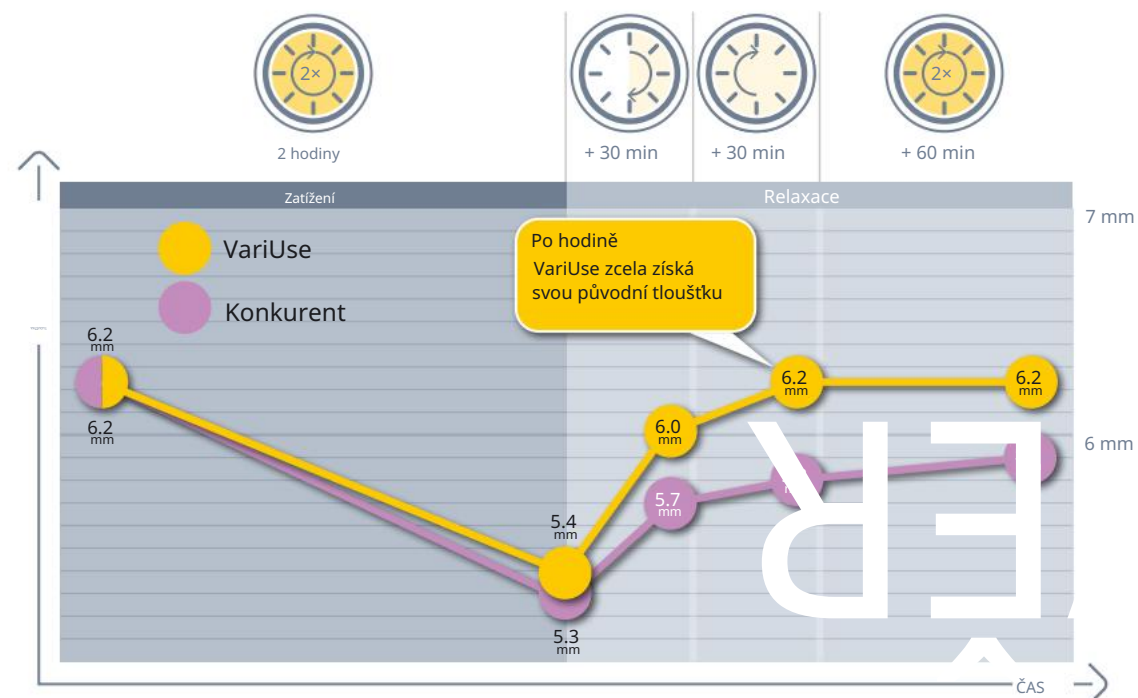 2×
2×
2 hodiny
+ 30 min
+ 30 min
+ 60 min
Zatížení
Relaxace
7 mm
Po hodině
VariUse zcela získá
svou původní tloušťku
VariUse
Konkurent
6.2
mm
6.2
mm
6.2
mm
6.2
mm
6.0
mm
6 mm
5.7
mm
5.4
mm
5.3
mm
ČAS